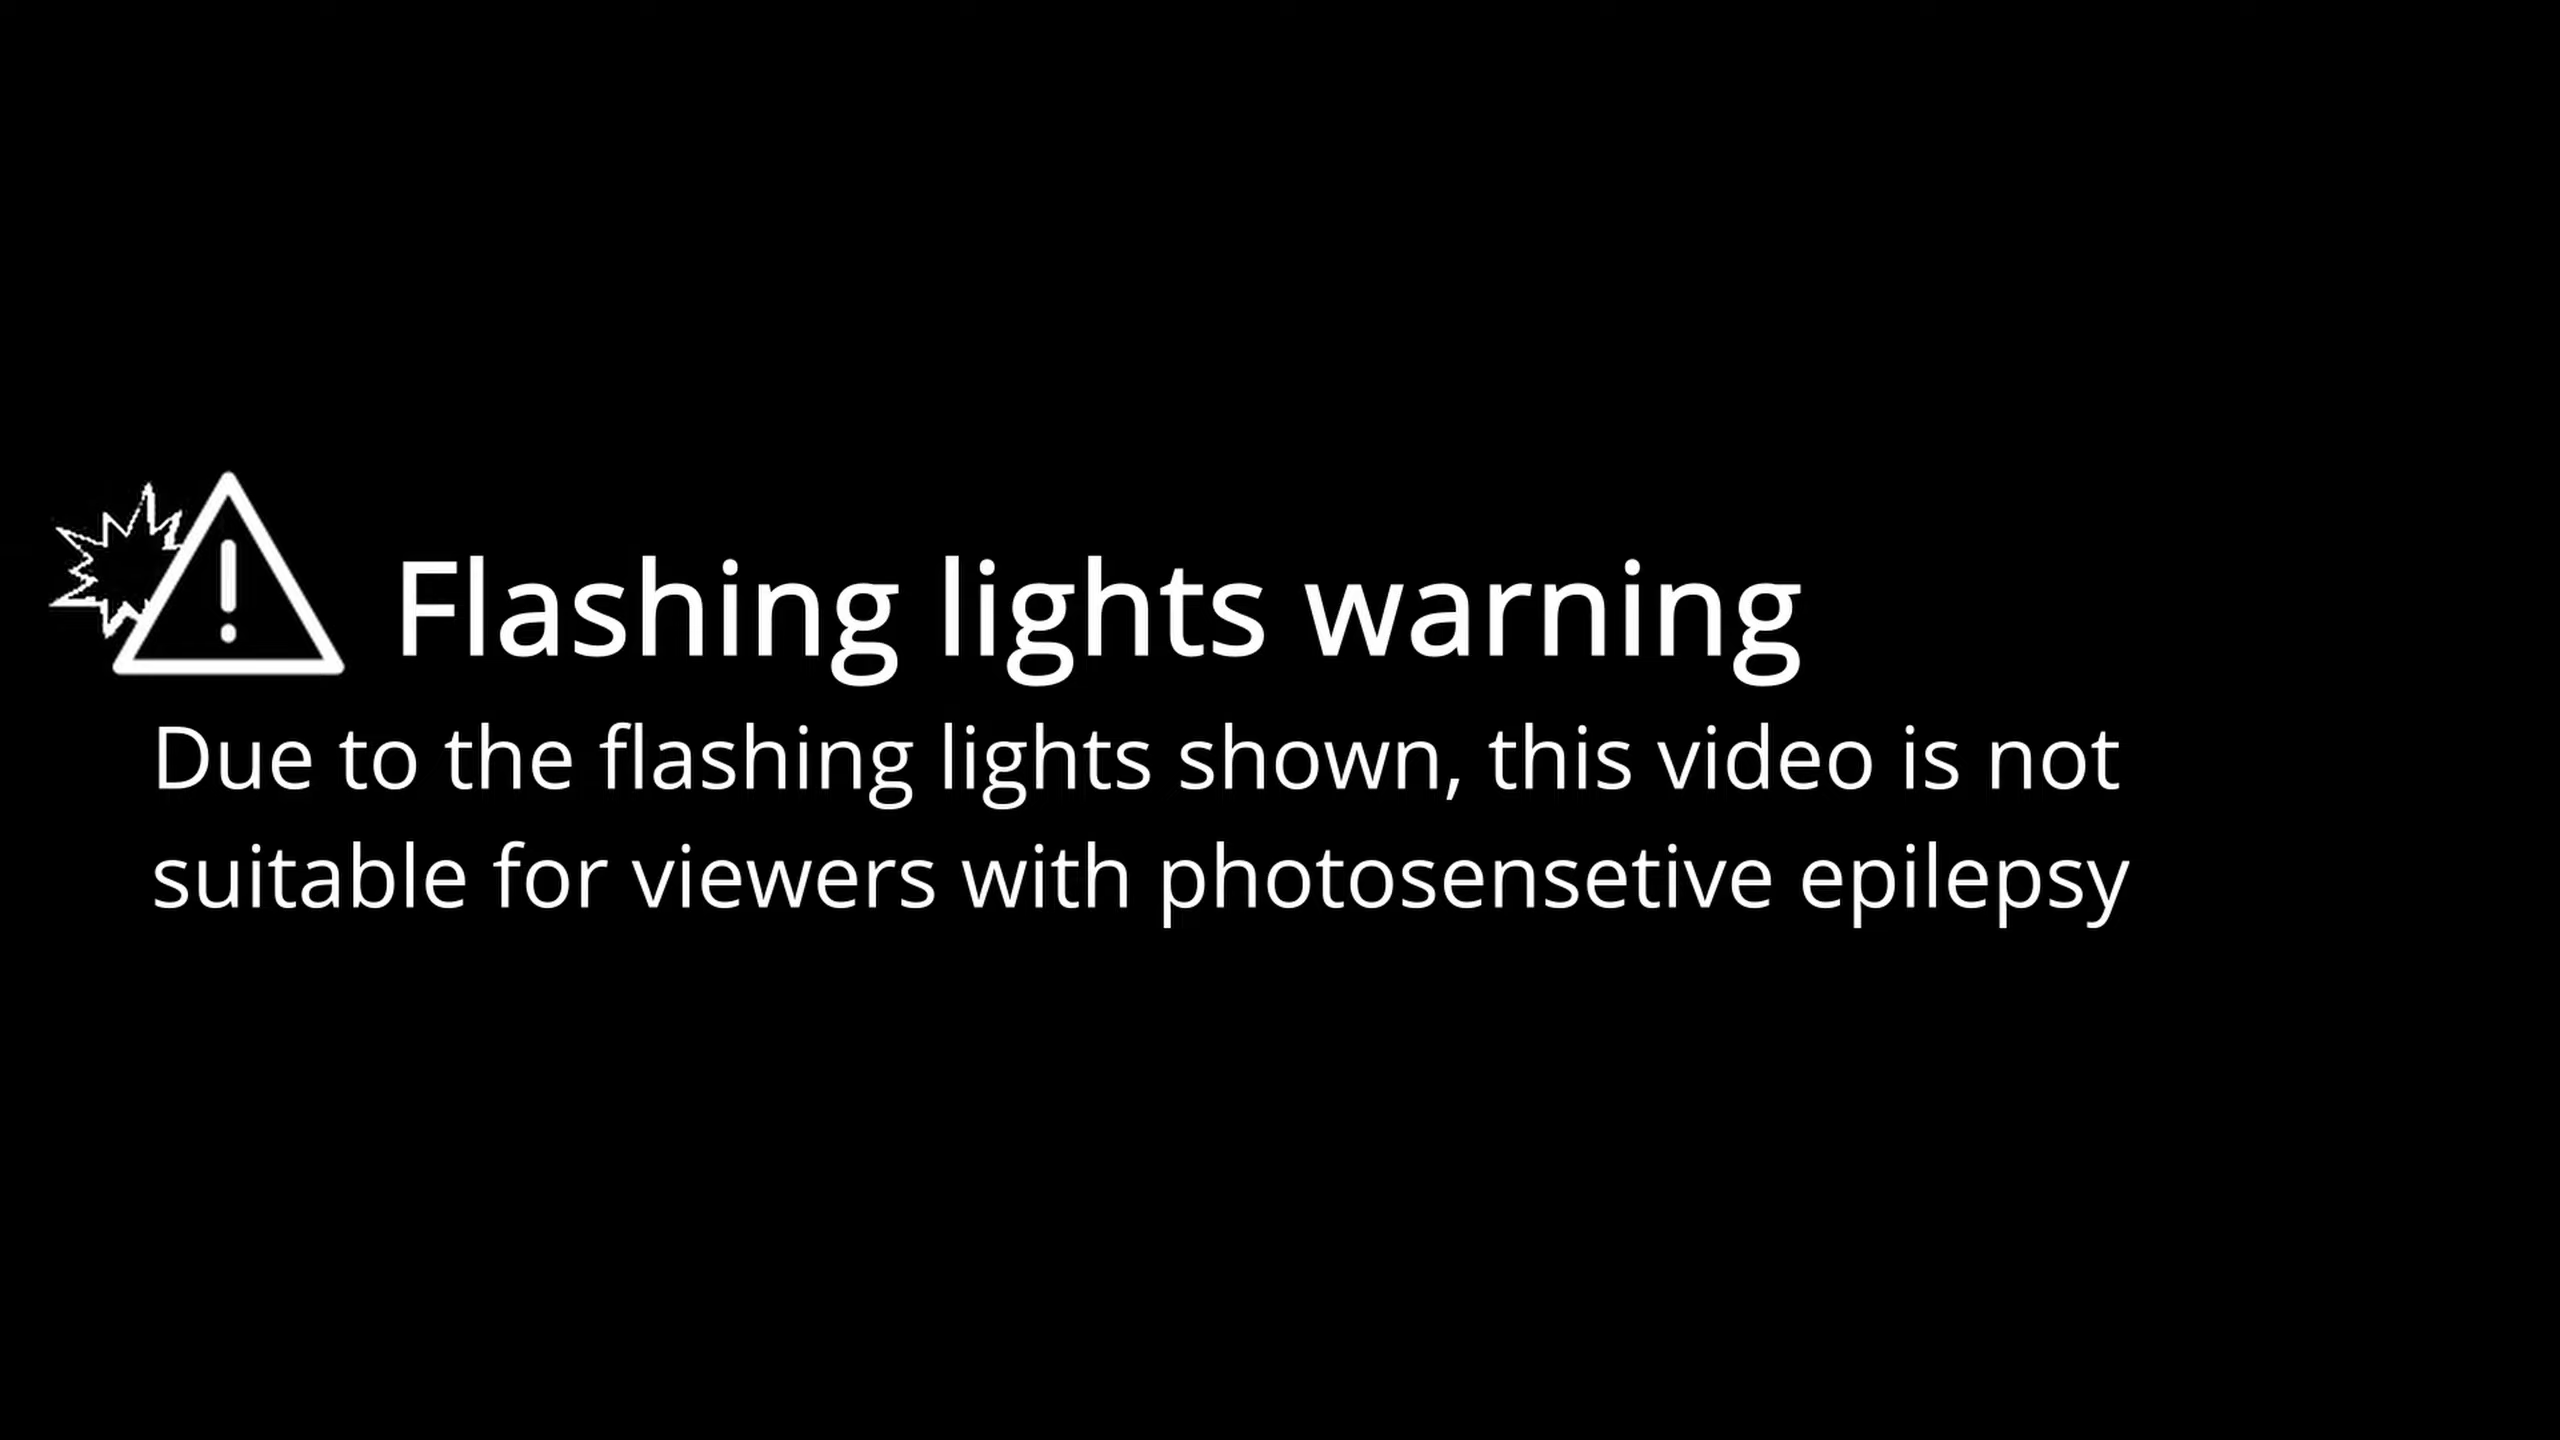 Flashing lights warning
Due to the flashing lights shown, this video is not
suitable for viewers with photosensetive epilepsy